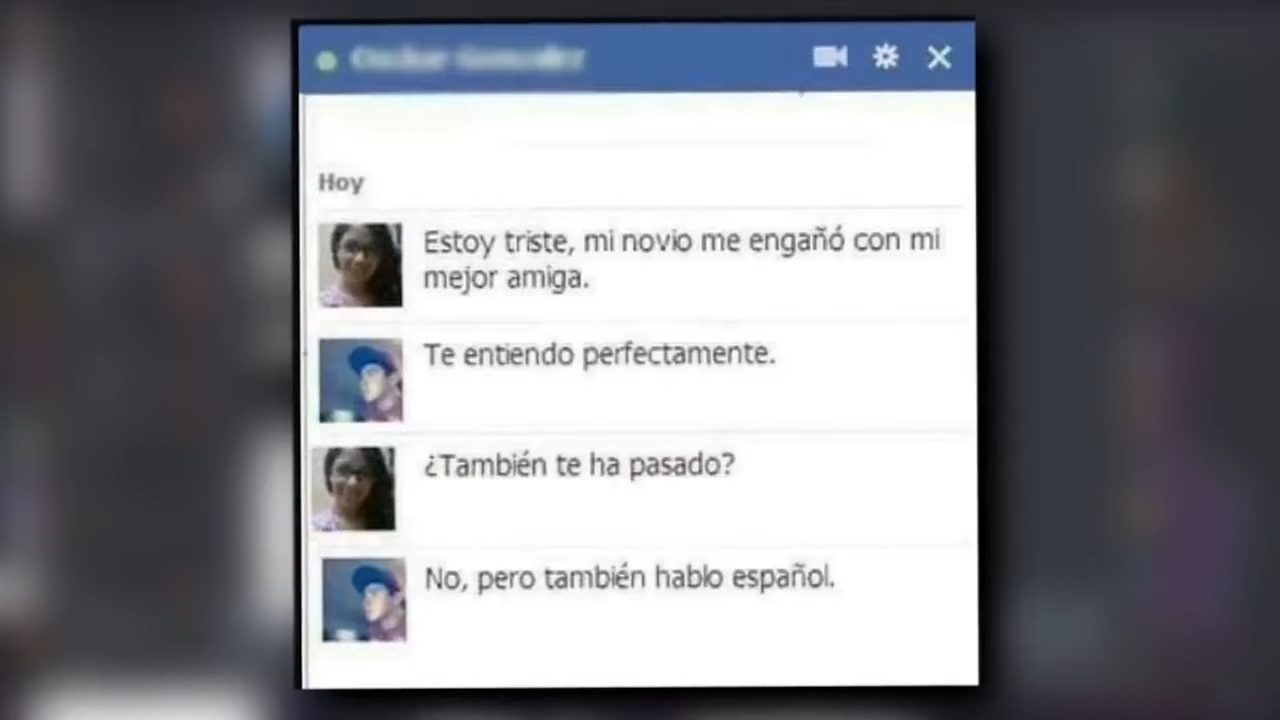 Hoy
Estoy triste, mi novio me engañó con mi
mejor amiga.
Te entiendo perfectamente.
¿También te ha pasado?
No, pero también hablo español.